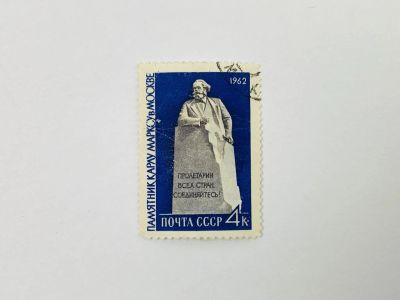 ПАМЯТНИК КАРЛУ МАРКСУ В МОСКВЕ
1962
ПРОЛЕТАРИИ
ВСЕХ СТРАН,
СОЕДИНЯЙТЕСЬ!
ПОЧТА СССР 4К.